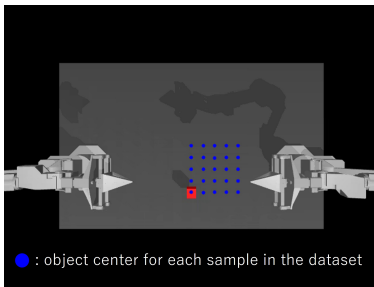 : object center for each sample in the dataset